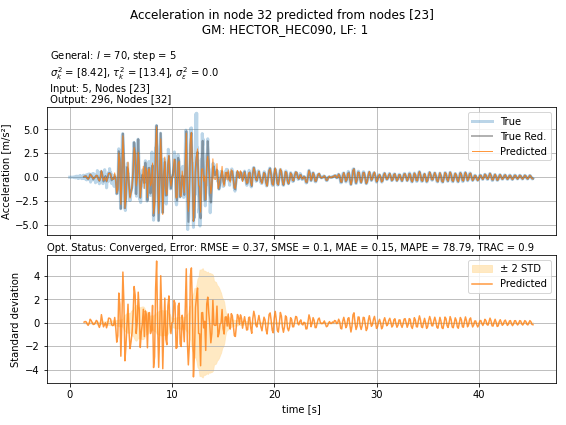 Acceleration in node 32 predicted from nodes [23]
GM: HECTOR_HEC090, LF: 1
General: l = 70, step = 5
σ²ₖ = [8.42], τ²ₖ = [13.4], σ²ε = 0.0
Input: 5, Nodes [23]
Output: 296, Nodes [32]
Acceleration [m/s²]
5.0
2.5
0.0
−2.5
−5.0
True
True Red.
Predicted
Opt. Status: Converged, Error: RMSE = 0.37, SMSE = 0.1, MAE = 0.15, MAPE = 78.79, TRAC = 0.9
Standard deviation
4
2
0
−2
−4
± 2 STD
Predicted
0
10
20
30
40
time [s]